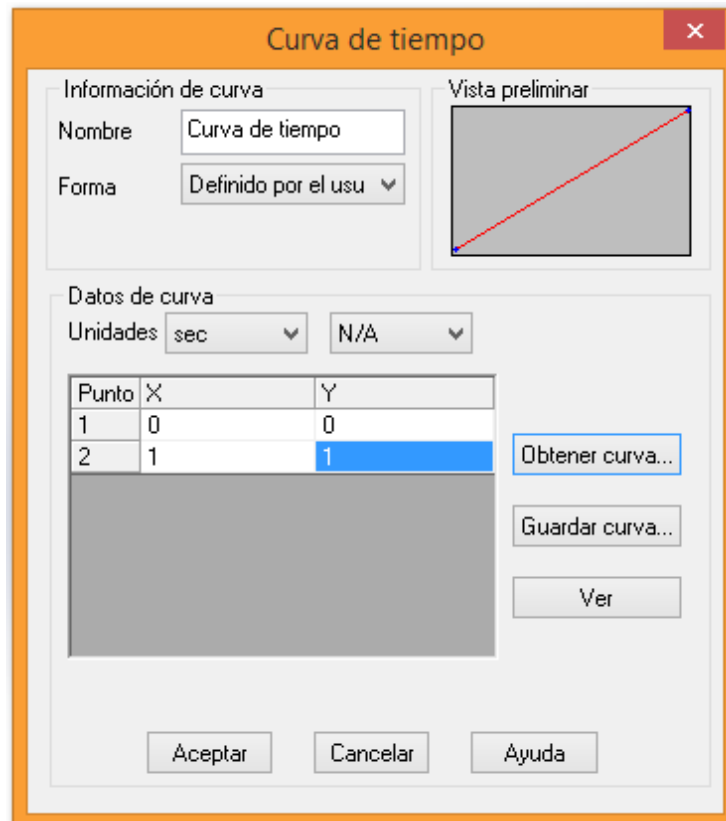 Curva de tiempo
Información de curva
Nombre Curva de tiempo
Forma Definido por el usu
Vista preliminar
Datos de curva
Unidades sec N/A
Punto X Y
1 0 0
2 1 1
Obtener curva...
Guardar curva...
Ver
Aceptar Cancelar Ayuda